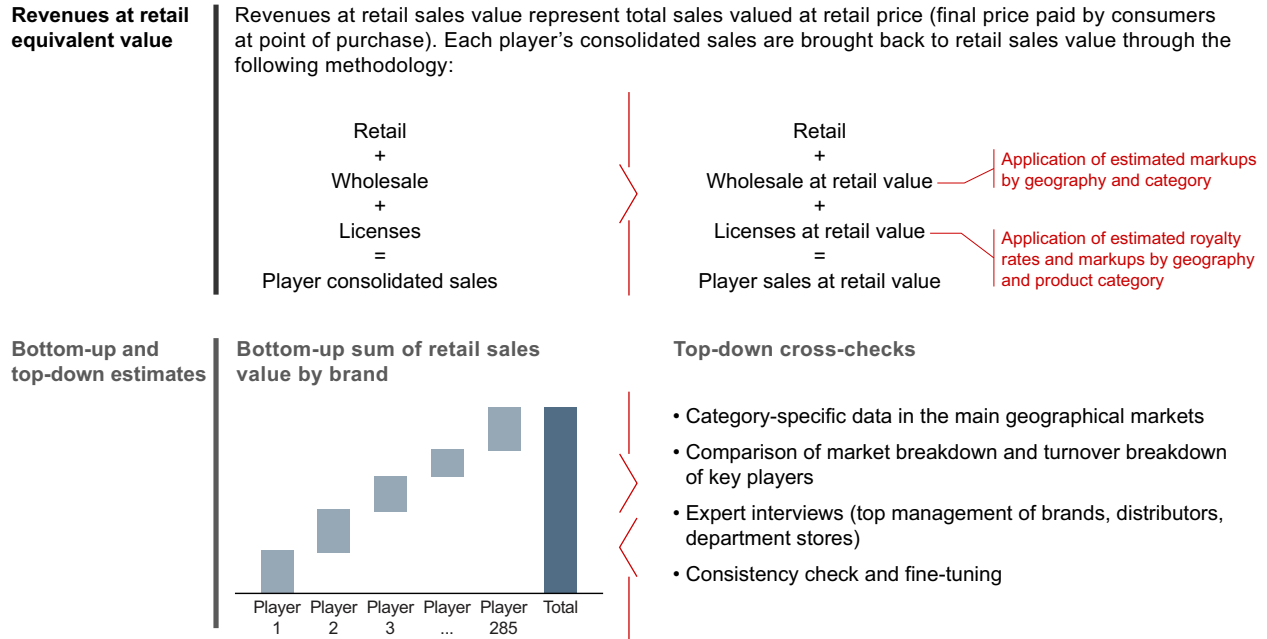 Revenues at retail
equivalent value
Revenues at retail sales value represent total sales valued at retail price (final price paid by consumers
at point of purchase). Each player’s consolidated sales are brought back to retail sales value through the
following methodology:
Retail
+
Wholesale
+
Licenses
=
Player consolidated sales
Retail
+
Wholesale at retail value
+
Licenses at retail value
=
Player sales at retail value
Application of estimated markups
by geography and category
Application of estimated royalty
rates and markups by geography
and product category
Bottom-up and
top-down estimates
Bottom-up sum of retail sales
value by brand
Player
1
Player
2
Player
3
Player
...
Player
285
Total
Top-down cross-checks
• Category-specific data in the main geographical markets
• Comparison of market breakdown and turnover breakdown
of key players
• Expert interviews (top management of brands, distributors,
department stores)
• Consistency check and fine-tuning